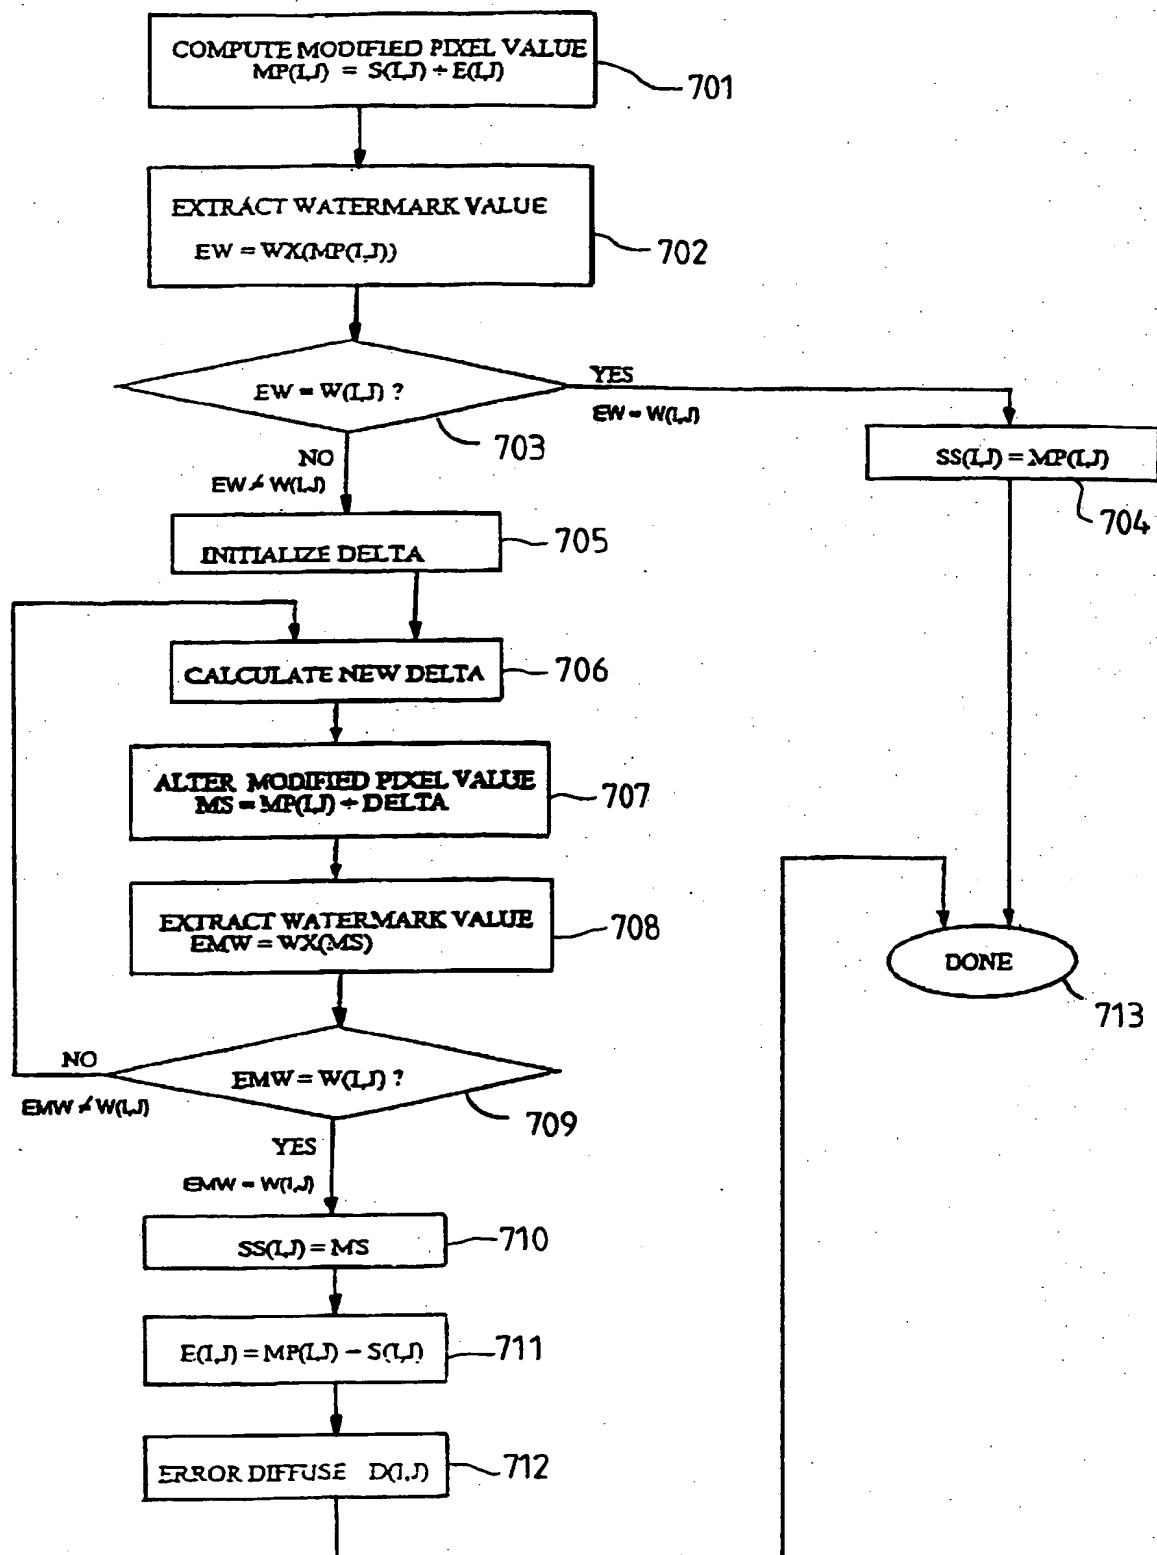 COMPUTE MODIFIED PIXEL VALUE
MP(I,J) = S(I,J) + E(I,J)
701
EXTRACT WATERMARK VALUE
EW = WX(MP(I,J))
702
EW = W(I,J) ?
703
YES
EW = W(I,J)
SS(I,J) = MP(I,J)
704
NO
EW ≠ W(I,J)
INITIALIZE DELTA
705
CALCULATE NEW DELTA
706
ALTER MODIFIED PIXEL VALUE
MS = MP(I,J) + DELTA
707
EXTRACT WATERMARK VALUE
EMW = WX(MS)
708
DONE
713
EMW = W(I,J) ?
709
NO
EMW ≠ W(I,J)
YES
EMW = W(I,J)
SS(I,J) = MS
710
E(I,J) = MP(I,J) - S(I,J)
711
ERROR DIFFUSE D(I,J)
712